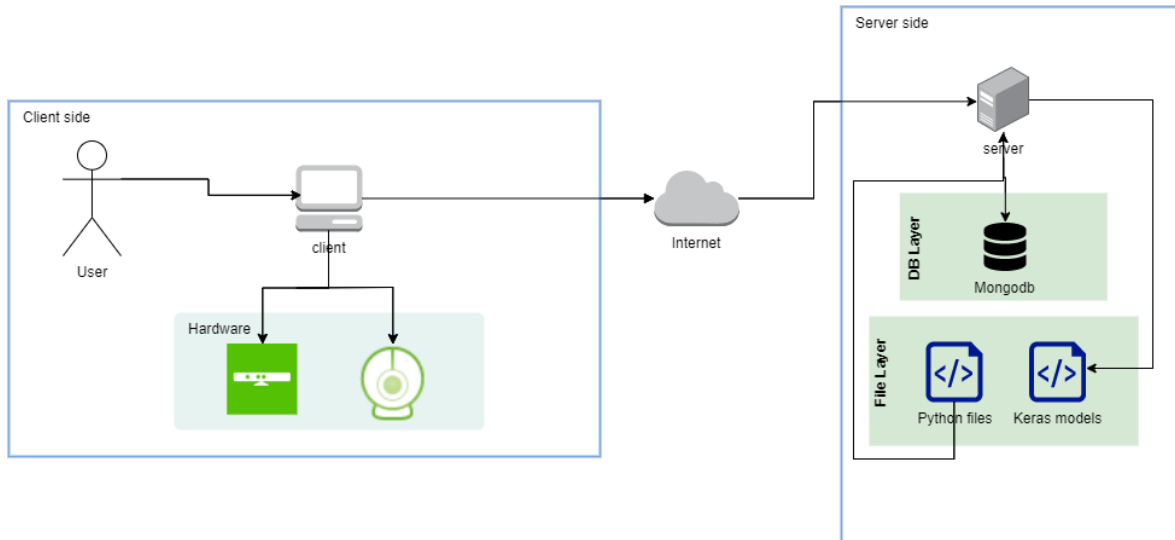 Server side
Client side
server
client
Internet
User
DB Layer
Mongodb
Hardware
File Layer
</>
</>
Python files
Keras models